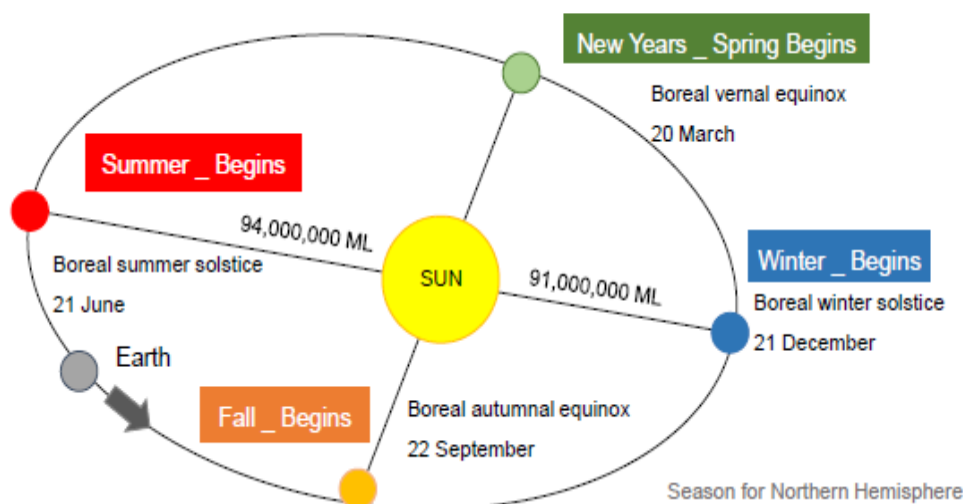 New Years _ Spring Begins
Boreal vernal equinox
20 March
Summer _ Begins
94,000,000 ML
Boreal summer solstice
21 June
SUN
91,000,000 ML
Winter _ Begins
Boreal winter solstice
21 December
Earth
Fall _ Begins
Boreal autumnal equinox
22 September
Season for Northern Hemisphere